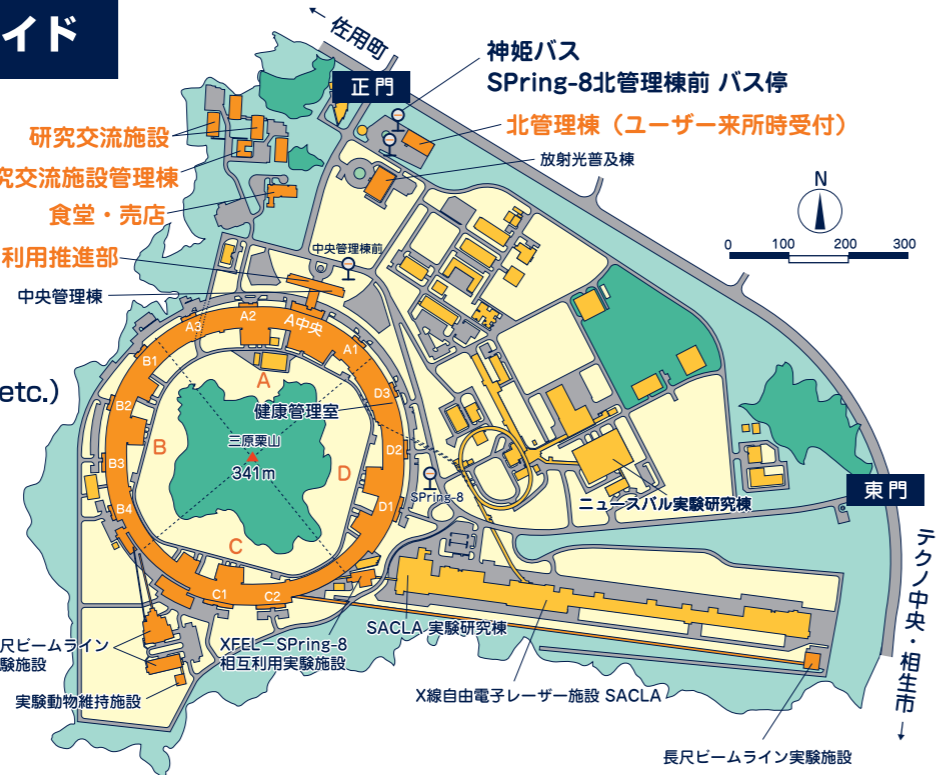 イド
← 佐用町
正門
神姫バス
SPring-8北管理棟前 バス停
北管理棟（ユーザー来所時受付）
放射光普及棟
研究交流施設
究交流施設管理棟
食堂・売店
利用推進部
中央管理棟
中央管理棟前
N
0 100 200 300
etc.)
A3
A2
A中央
A1
B1
B2
B3
B4
C1
C2
D1
D2
D3
A
B
C
D
健康管理室
三原栗山
341m
SPring-8
ニュースバル実験研究棟
東門
テクノ中央・相生市 →
尺ビームライン
験施設
実験動物維持施設
XFEL－SPring-8
相互利用実験施設
SACLA 実験研究棟
X線自由電子レーザー施設 SACLA
長尺ビームライン実験施設